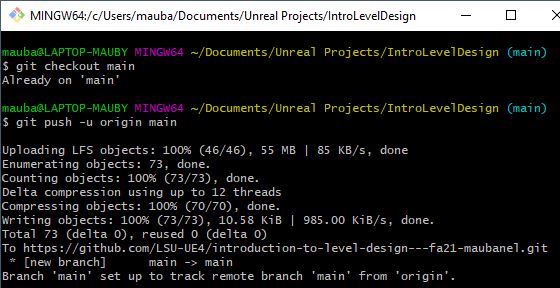 MINGW64:/c/Users/mauba/Documents/Unreal Projects/IntroLevelDesign
mauba@LAPTOP-MAUBY MINGW64 ~/Documents/Unreal Projects/IntroLevelDesign (main)
$ git checkout main
Already on 'main'
mauba@LAPTOP-MAUBY MINGW64 ~/Documents/Unreal Projects/IntroLevelDesign (main)
$ git push -u origin main
Uploading LFS objects: 100% (46/46), 55 MB | 85 KB/s, done
Enumerating objects: 73, done.
Counting objects: 100% (73/73), done.
Delta compression using up to 12 threads
Compressing objects: 100% (70/70), done.
Writing objects: 100% (73/73), 10.58 KiB | 985.00 KiB/s, done.
Total 73 (delta 0), reused 0 (delta 0)
To https://github.com/LSU-UE4/introduction-to-level-design---fa21-maubanel.git
* [new branch]      main -> main
Branch 'main' set up to track remote branch 'main' from 'origin'.